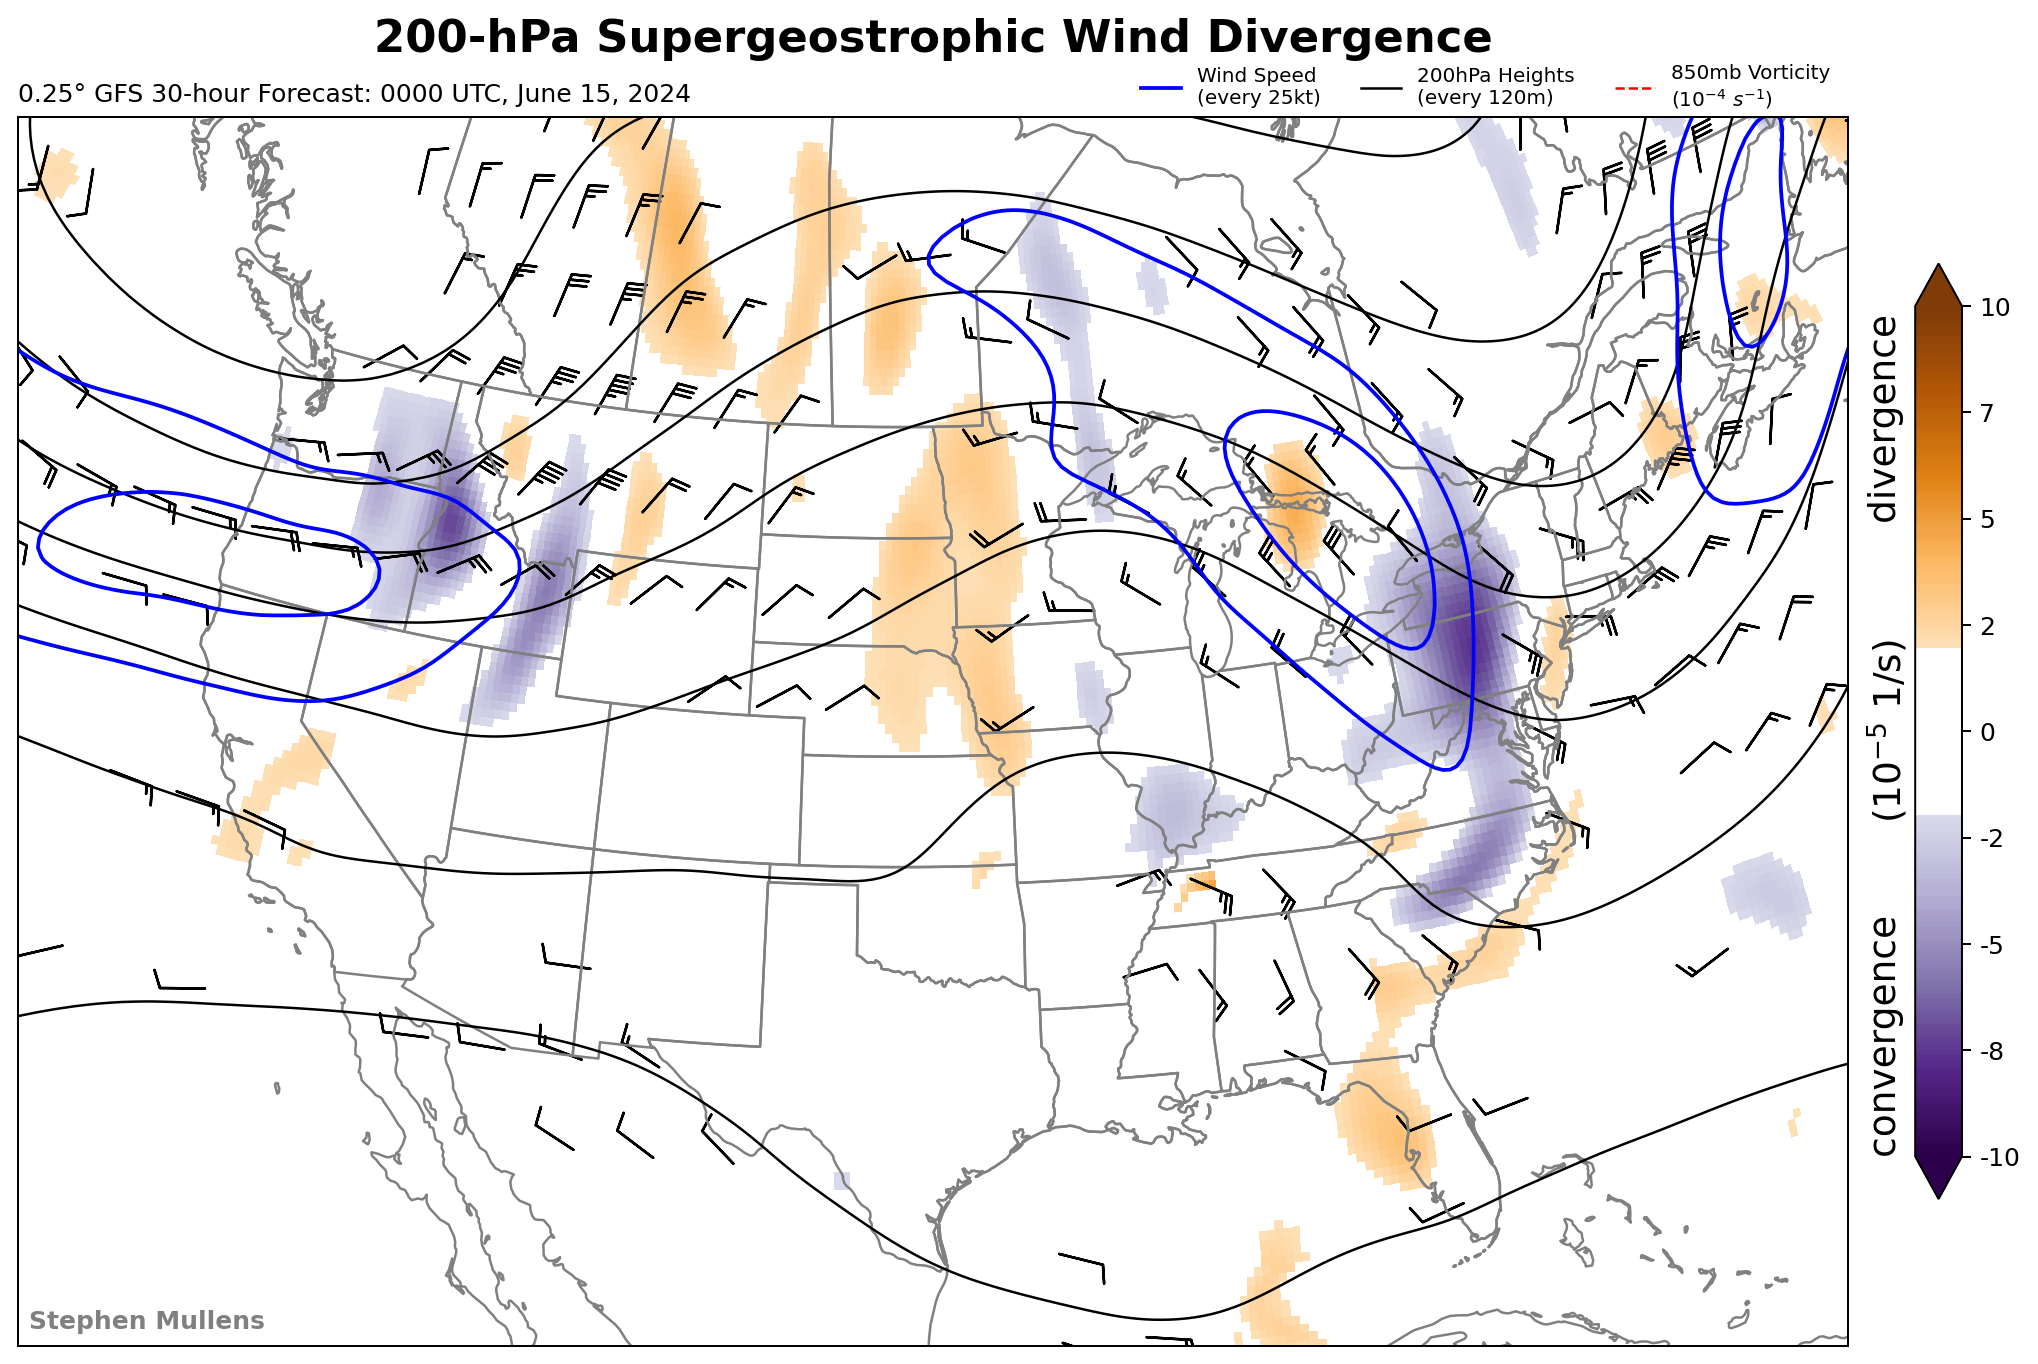 200-hPa Supergeostrophic Wind Divergence
0.25° GFS 30-hour Forecast: 0000 UTC, June 15, 2024
Wind Speed
(every 25kt)
200hPa Heights
(every 120m)
850mb Vorticity
(10⁻⁴ s⁻¹)
10
7
5
2
0
-2
-5
-8
-10
convergence (10⁻⁵ 1/s) divergence
Stephen Mullens